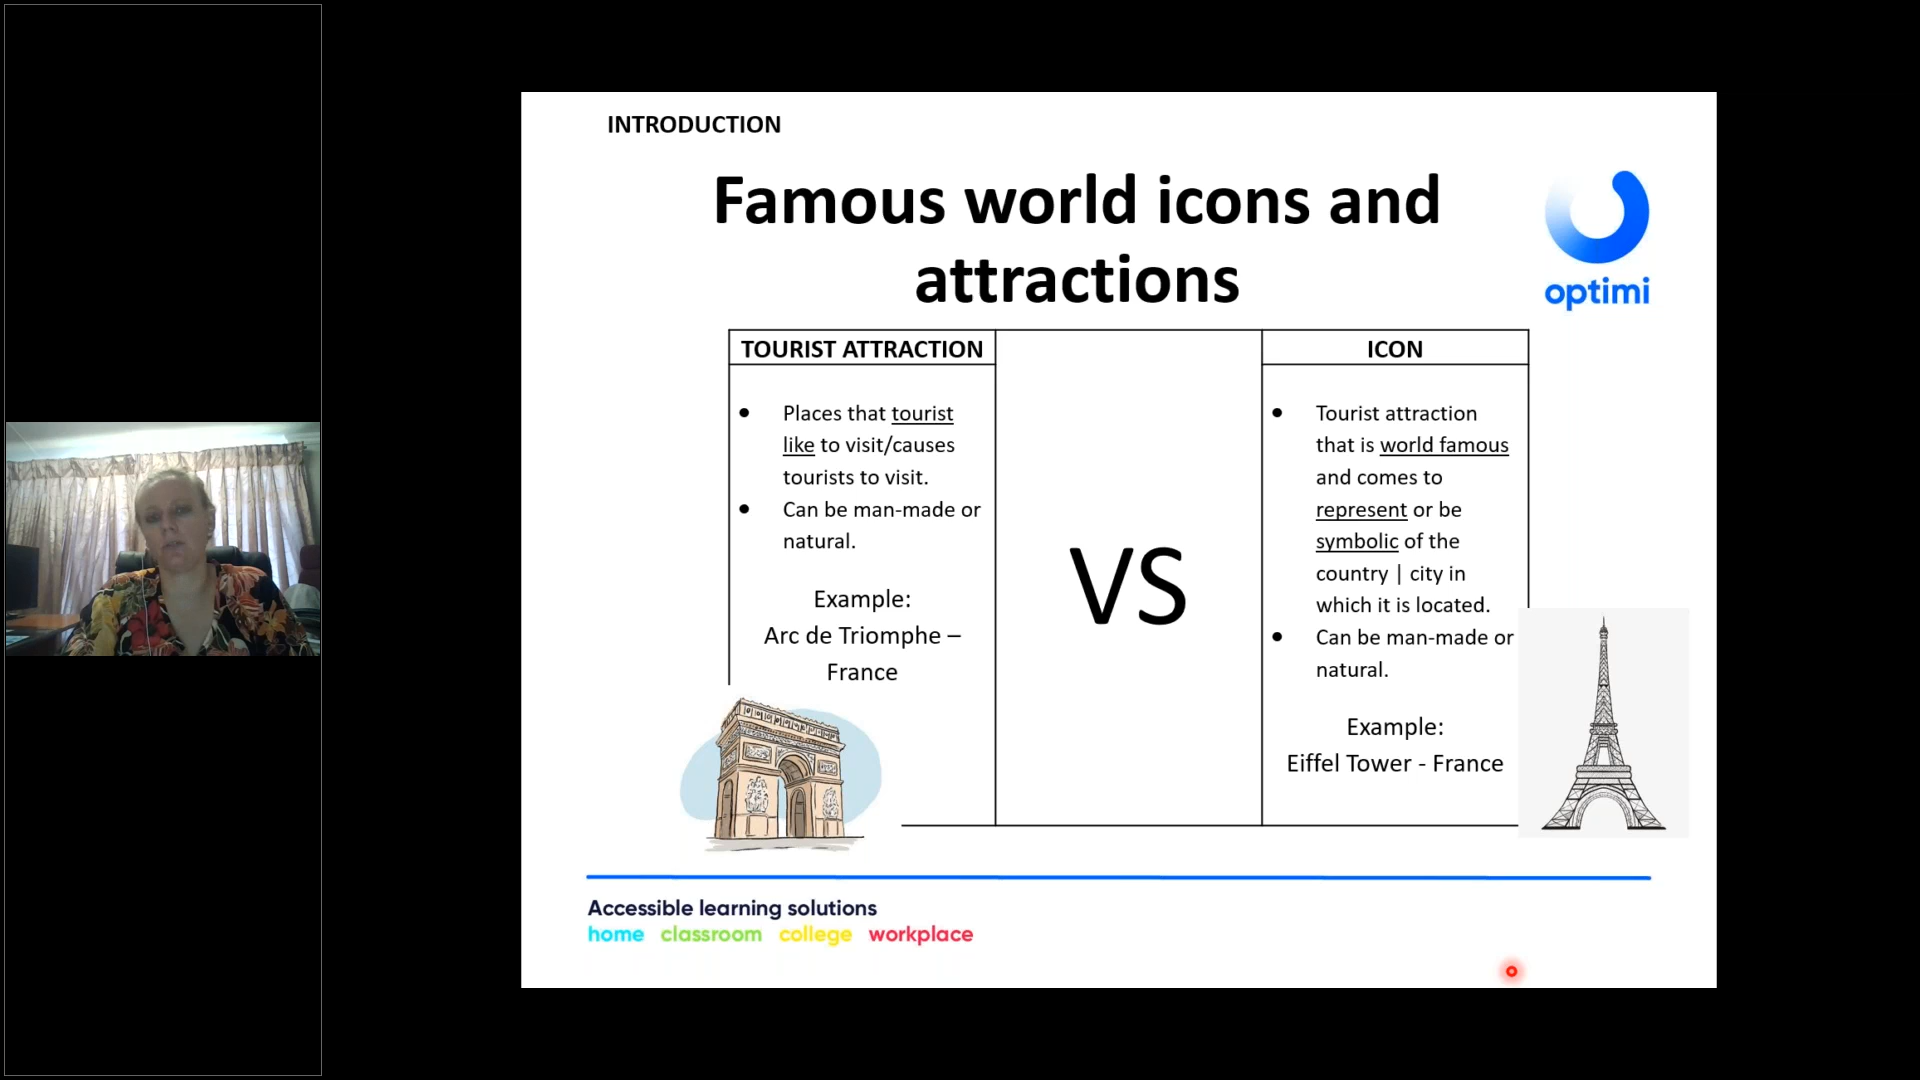 INTRODUCTION
Famous world icons and
attractions
optimi
TOURIST ATTRACTION
• Places that tourist
like to visit/causes
tourists to visit.
• Can be man-made or
natural.
Example:
Arc de Triomphe –
France
VS
ICON
• Tourist attraction
that is world famous
and comes to
represent or be
symbolic of the
country | city in
which it is located.
• Can be man-made or
natural.
Example:
Eiffel Tower - France
Accessible learning solutions
home classroom college workplace